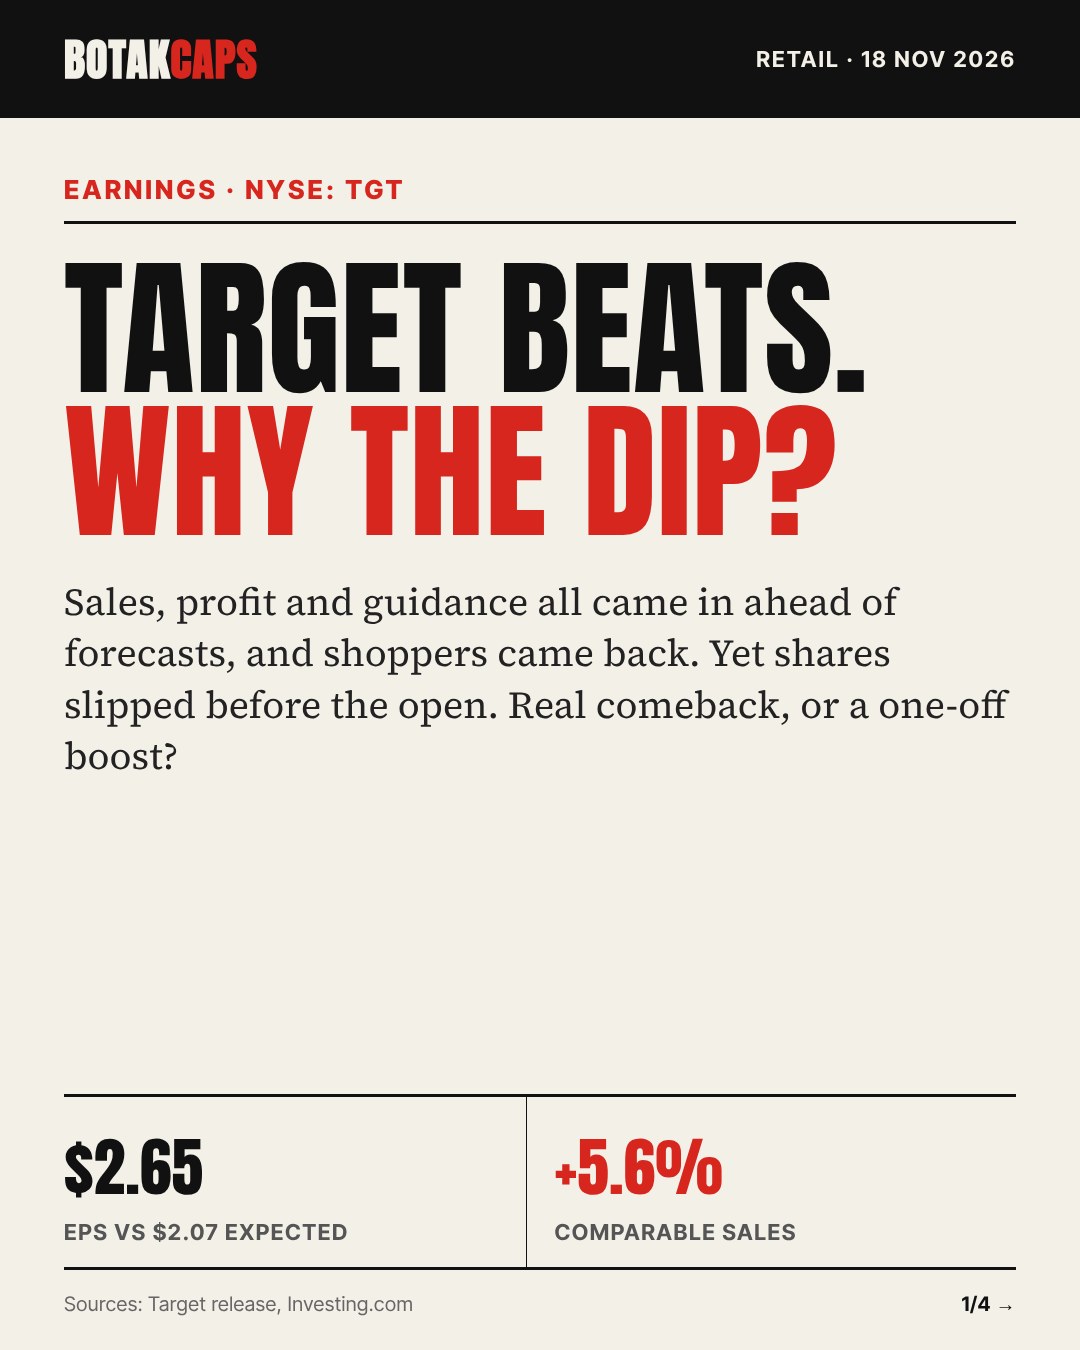 BOTAKCAPS
RETAIL · 18 NOV 2026
EARNINGS · NYSE: TGT
TARGET BEATS.
WHY THE DIP?
Sales, profit and guidance all came in ahead of
forecasts, and shoppers came back. Yet shares
slipped before the open. Real comeback, or a one-off
boost?
$2.65
EPS VS $2.07 EXPECTED
+5.6%
COMPARABLE SALES
Sources: Target release, Investing.com
1/4 →